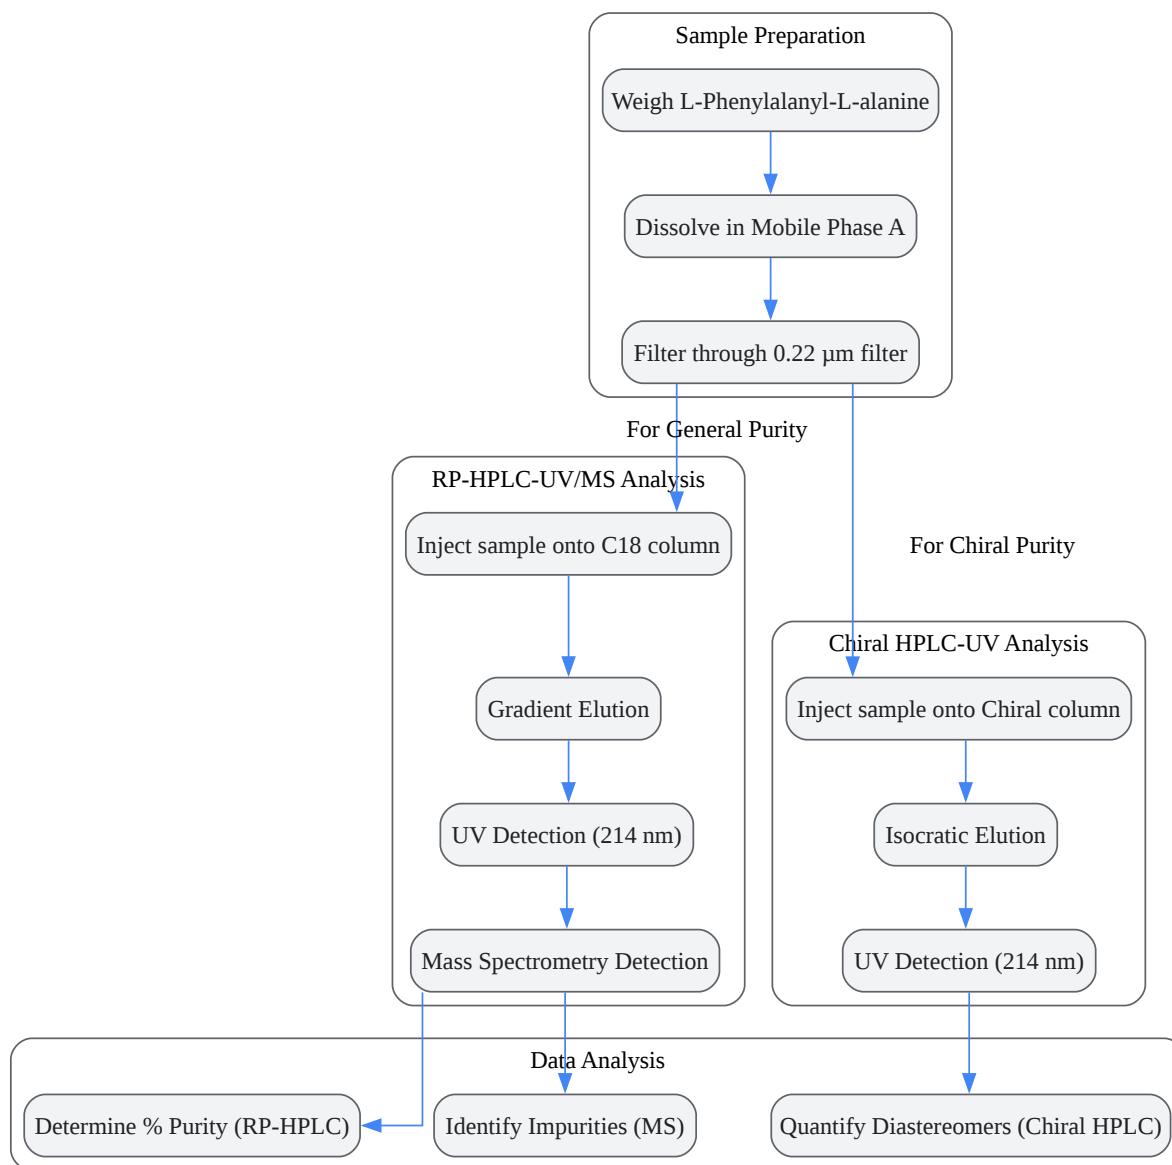 Sample Preparation
Weigh L-Phenylalanyl-L-alanine
Dissolve in Mobile Phase A
Filter through 0.22 µm filter
For General Purity
RP-HPLC-UV/MS Analysis
Inject sample onto C18 column
Gradient Elution
UV Detection (214 nm)
Mass Spectrometry Detection
For Chiral Purity
Chiral HPLC-UV Analysis
Inject sample onto Chiral column
Isocratic Elution
UV Detection (214 nm)
Data Analysis
Determine % Purity (RP-HPLC)
Identify Impurities (MS)
Quantify Diastereomers (Chiral HPLC)